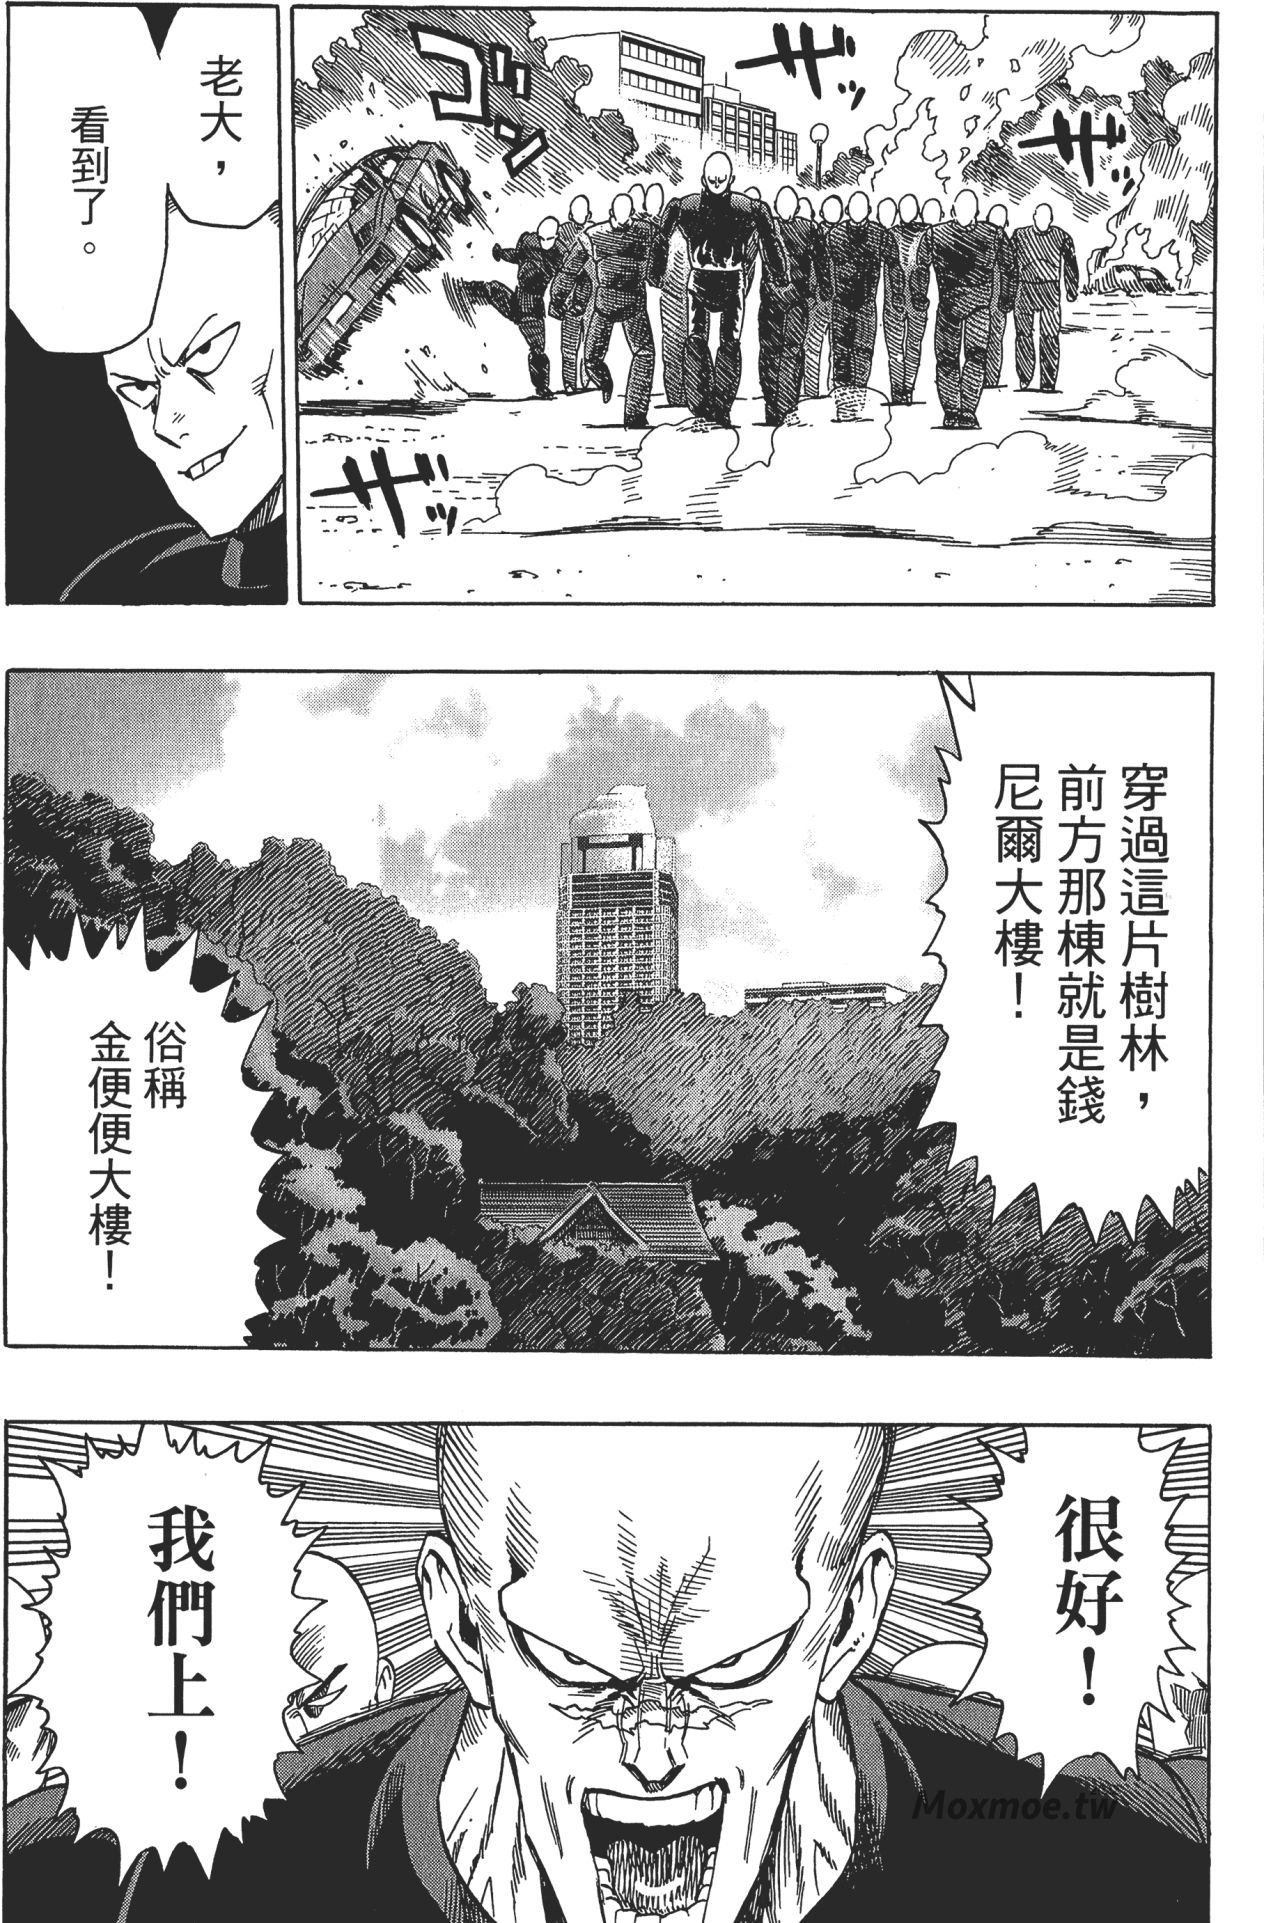 ザッ
ザッ
ゴッ
ザッ
老大，
看到了。
穿過這片樹林，
前方那棟就是錢
尼爾大樓！
俗稱
金便便大樓！
很好！
我們上！
Moxmoe.tw